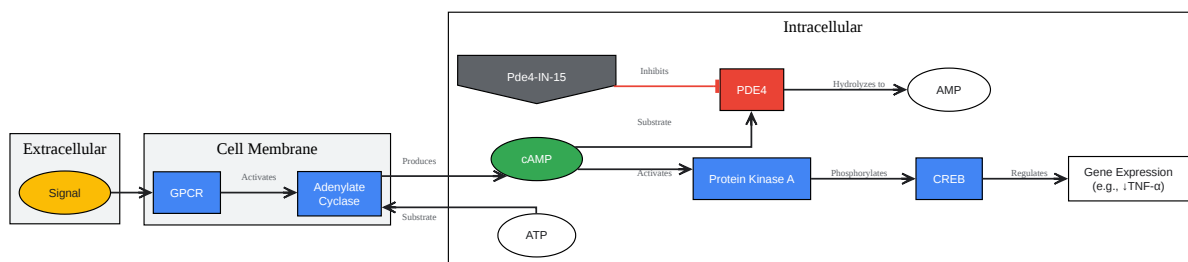 Intracellular
Pde4-IN-15
Inhibits
PDE4
Hydrolyzes to
AMP
Substrate
Extracellular
Cell Membrane
Produces
cAMP
Signal
GPCR
Activates
Adenylate
Cyclase
Activates
Protein Kinase A
Phosphorylates
CREB
Regulates
Gene Expression
(e.g., ↓TNF-α)
Substrate
ATP